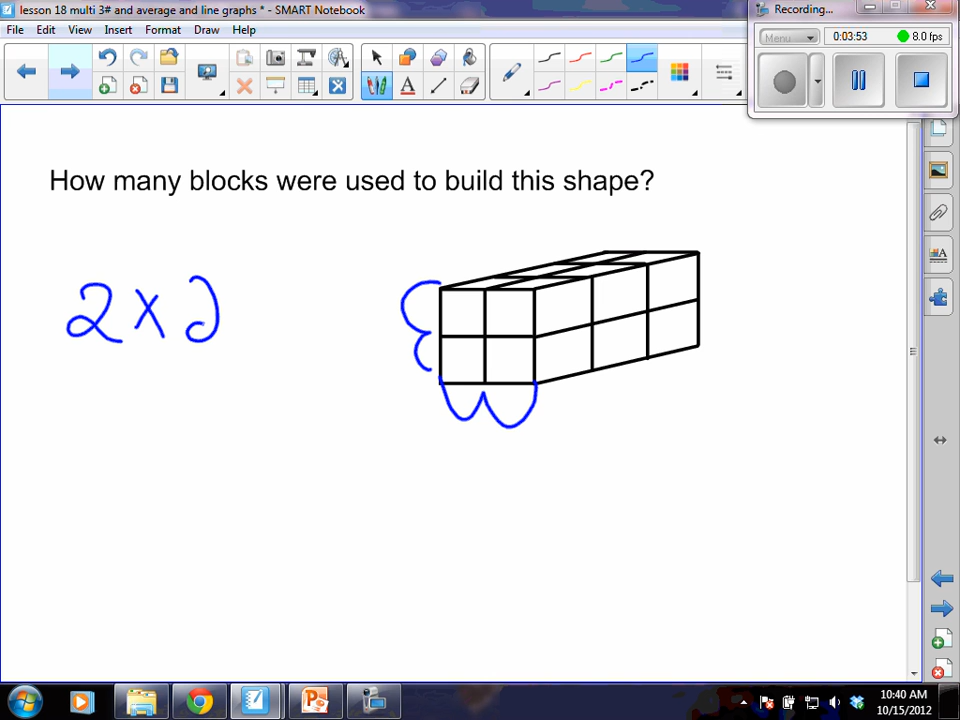 lesson 18 multi 3# and average and line graphs * - SMART Notebook
Recording...
File Edit View Insert Format Draw Help
Menu 0:03:53 8.0 fps
How many blocks were used to build this shape?
2 x 2
10:40 AM
10/15/2012